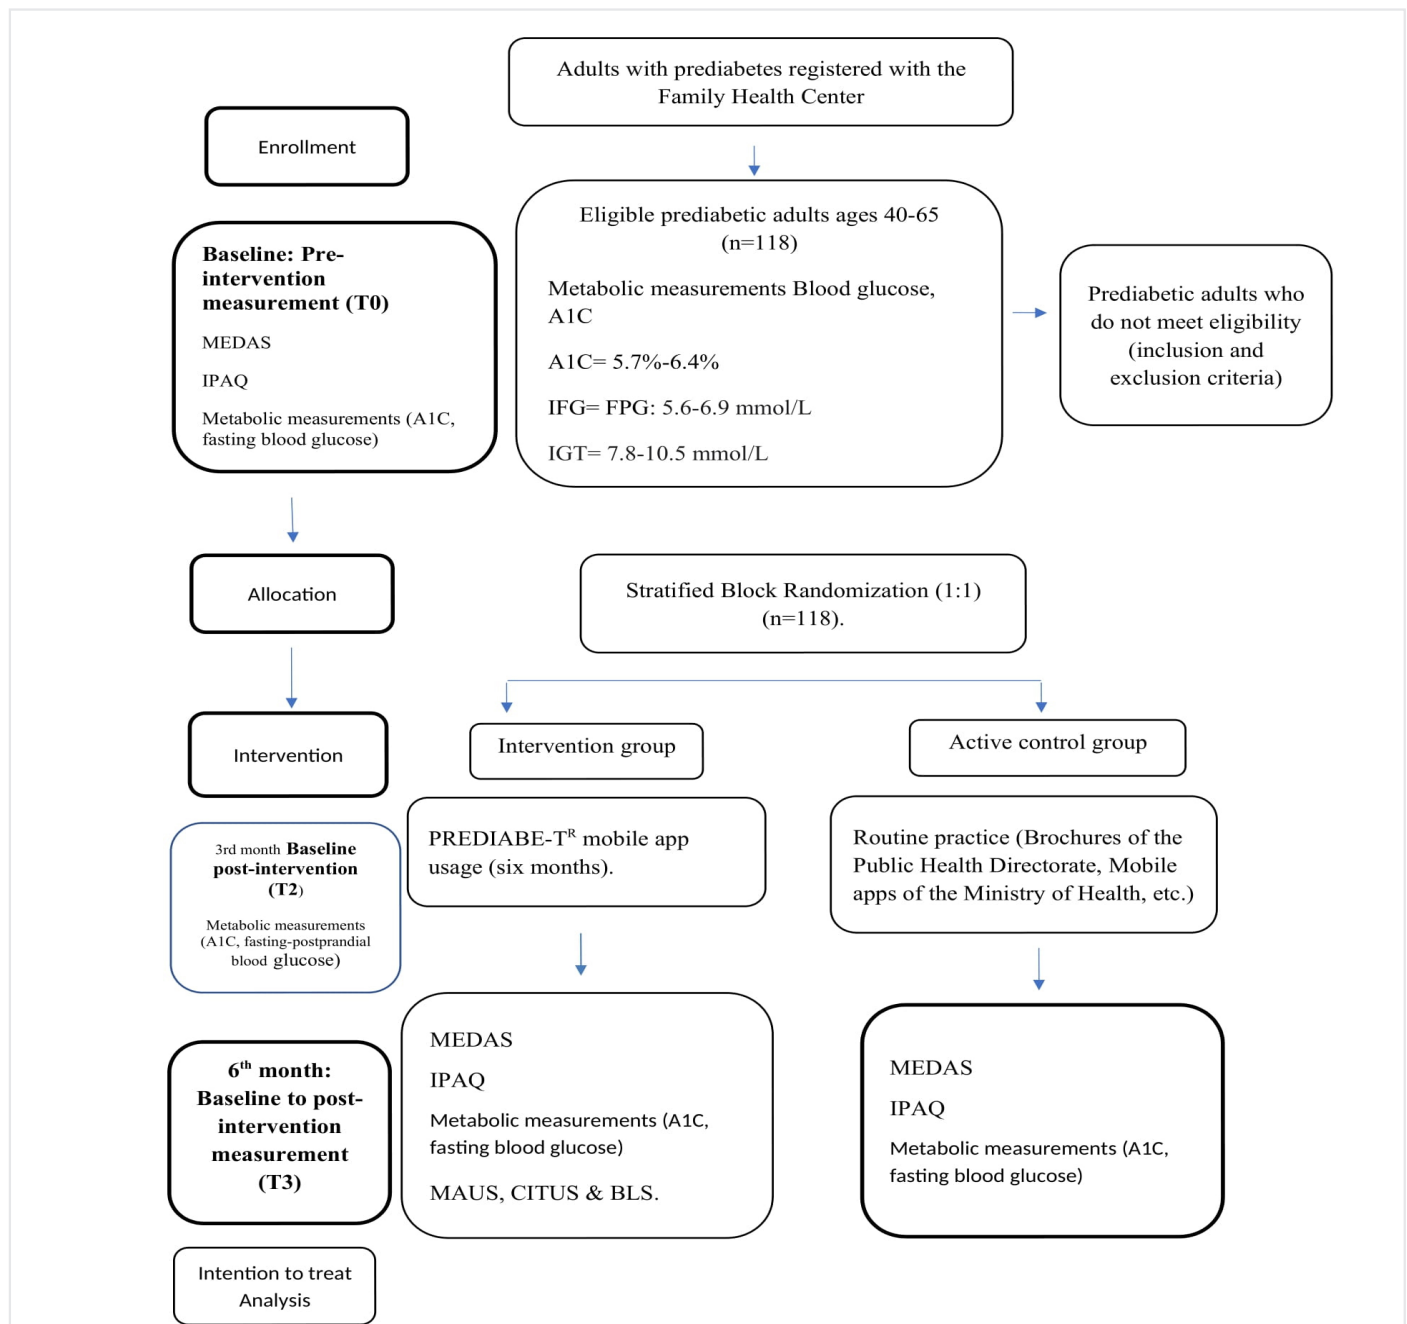 Adults with prediabetes registered with the
Family Health Center
Enrollment
Baseline: Pre-
intervention
measurement (T0)
MEDAS
IPAQ
Metabolic measurements (A1C,
fasting blood glucose)
Eligible prediabetic adults ages 40-65
(n=118)
Metabolic measurements Blood glucose,
A1C
A1C= 5.7%-6.4%
IFG= FPG: 5.6-6.9 mmol/L
IGT= 7.8-10.5 mmol/L
Prediabetic adults who
do not meet eligibility
(inclusion and
exclusion criteria)
Allocation
Stratified Block Randomization (1:1)
(n=118).
Intervention
Intervention group
Active control group
3rd month Baseline
post-intervention
(T2)
Metabolic measurements
(A1C, fasting-postprandial
blood glucose)
PREDIABE-TR mobile app
usage (six months).
Routine practice (Brochures of the
Public Health Directorate, Mobile
apps of the Ministry of Health, etc.)
6th month:
Baseline to post-
intervention
measurement
(T3)
MEDAS
IPAQ
Metabolic measurements (A1C,
fasting blood glucose)
MAUS, CITUS & BLS.
MEDAS
IPAQ
Metabolic measurements (A1C,
fasting blood glucose)
Intention to treat
Analysis